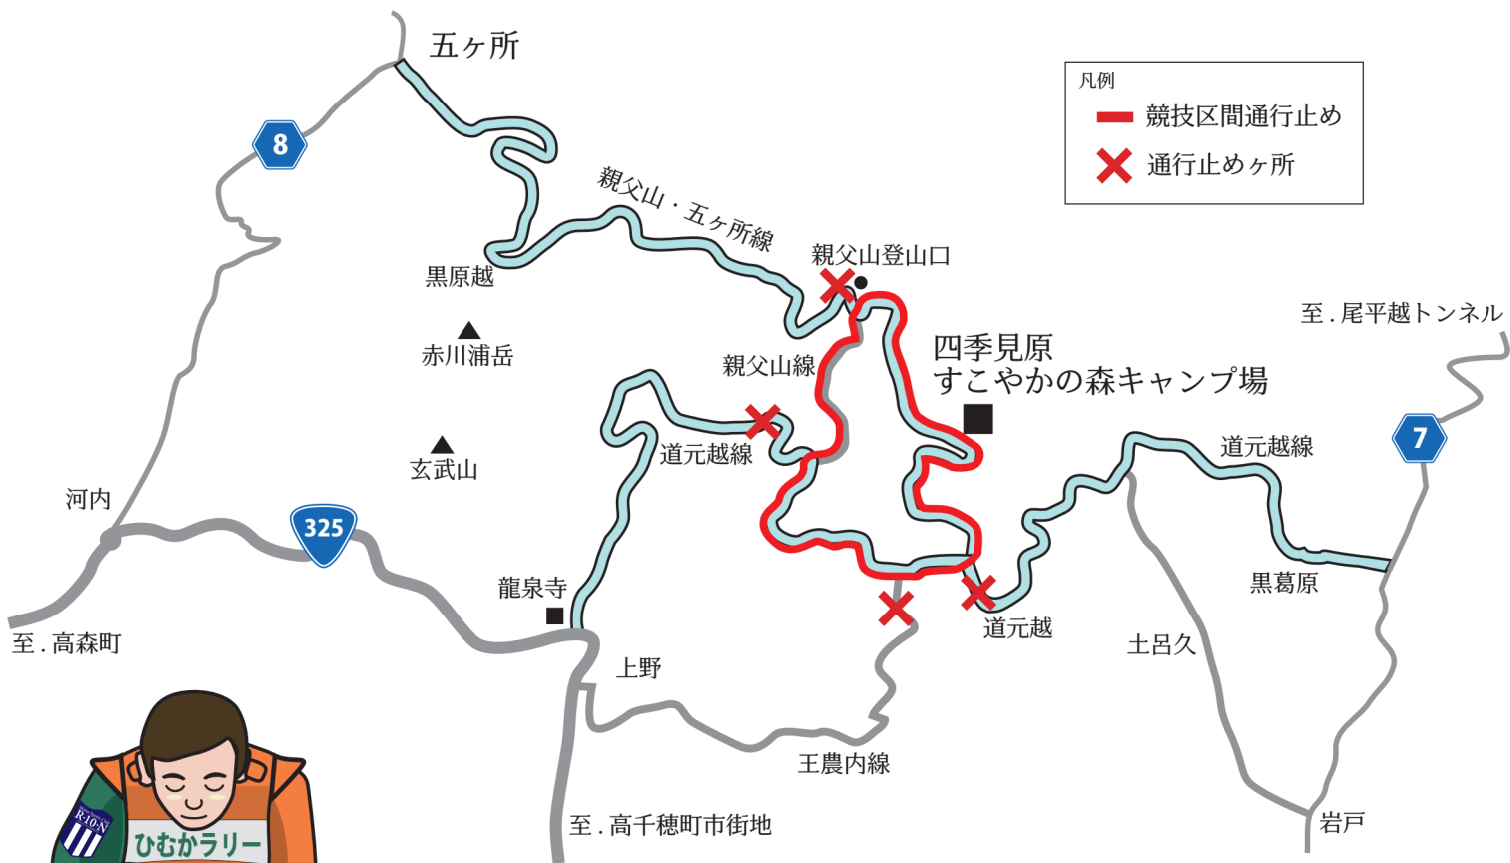 五ヶ所
凡例
競技区間通行止め
通行止めヶ所
8
親父山・五ヶ所線
親父山登山口
黒原越
至．尾平越トンネル
赤川浦岳
四季見原
すこやかの森キャンプ場
親父山線
7
道元越線
道元越線
玄武山
河内
325
龍泉寺
黒葛原
至．高森町
道元越
土呂久
上野
王農内線
至．高千穂町市街地
岩戸
R-10-N
ひむかラリー